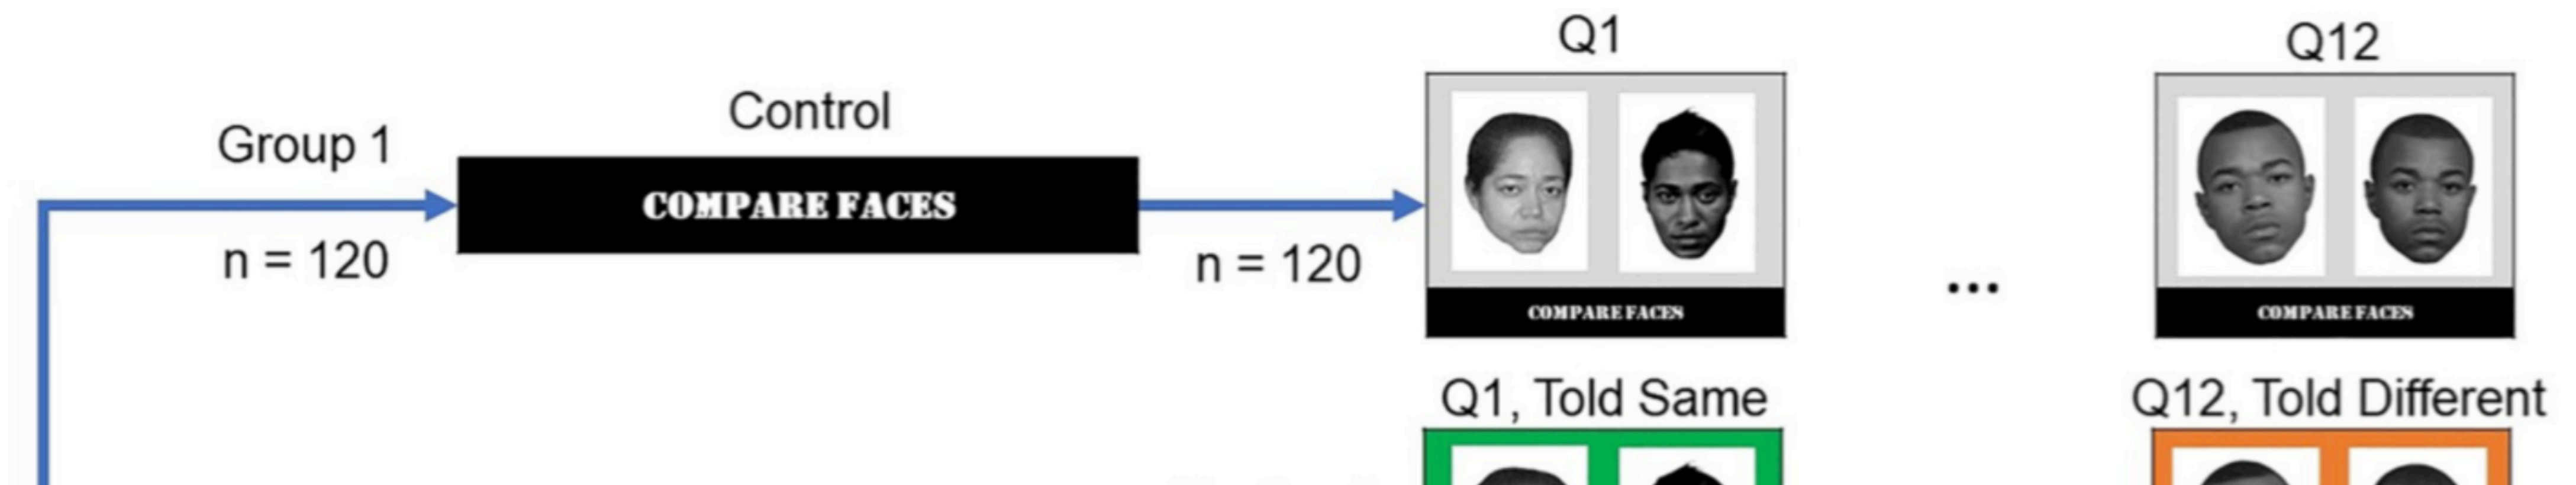 Group 1
n = 120
Control
COMPARE FACES
n = 120
Q1
COMPARE FACES
...
Q12
COMPARE FACES
Q1, Told Same
Q12, Told Different